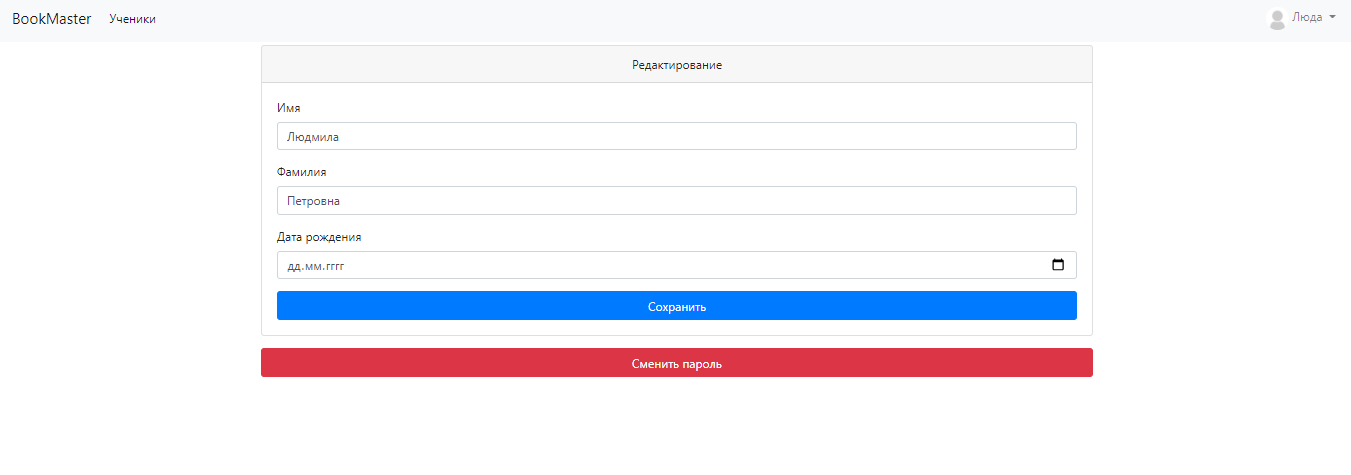 BookMaster Ученики Люда
Редактирование
Имя
Людмила
Фамилия
Петровна
Дата рождения
дд.мм.гггг
Сохранить
Сменить пароль